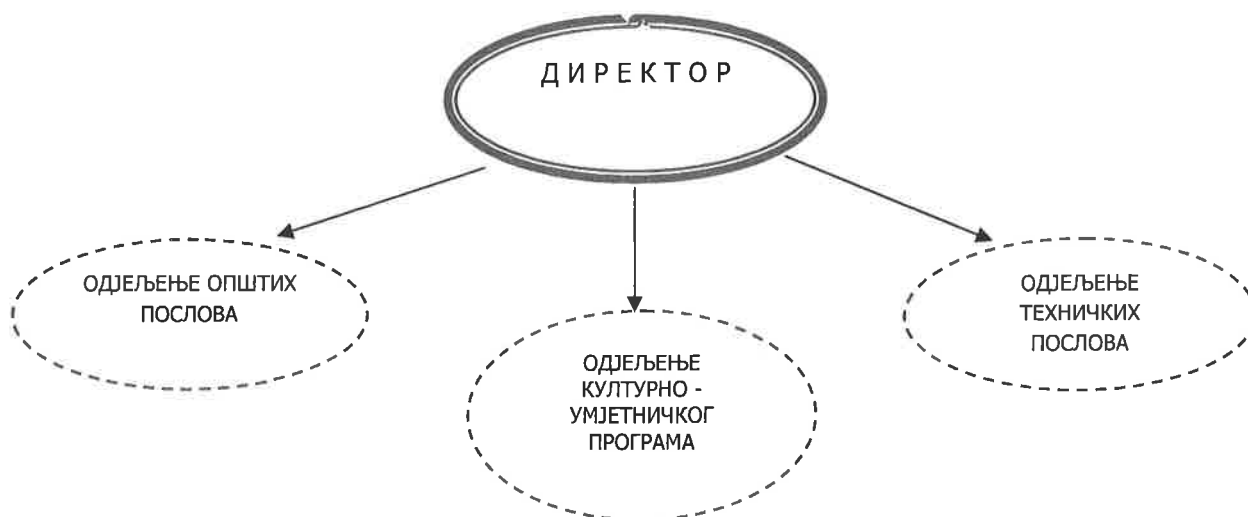 ДИРЕКТОР
ОДЈЕЉЕЊЕ ОПШТИХ
ПОСЛОВА
ОДЈЕЉЕЊЕ
КУЛТУРНО -
УМЈЕТНИЧКОГ
ПРОГРАМА
ОДЈЕЉЕЊЕ
ТЕХНИЧКИХ
ПОСЛОВА